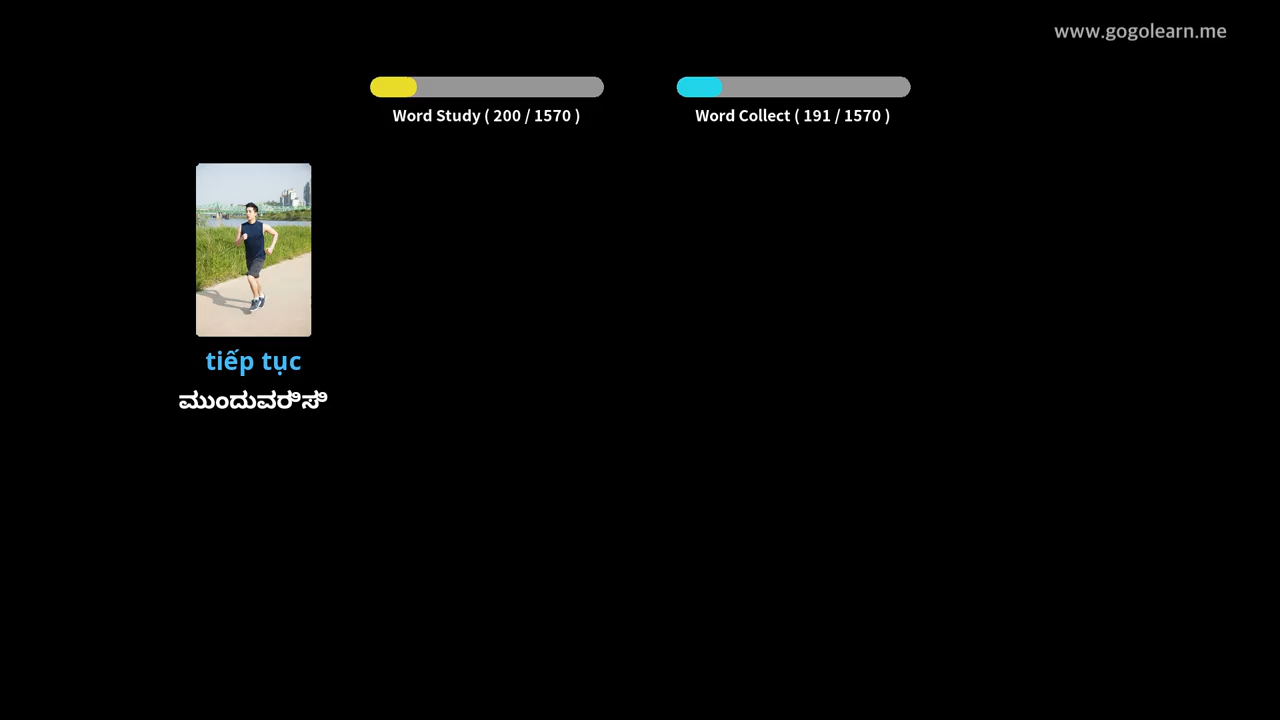 www.gogolearn.me
Word Study ( 200 / 1570 )
Word Collect ( 191 / 1570 )
tiếp tục
ಮುಂದುವರಿಸಿ